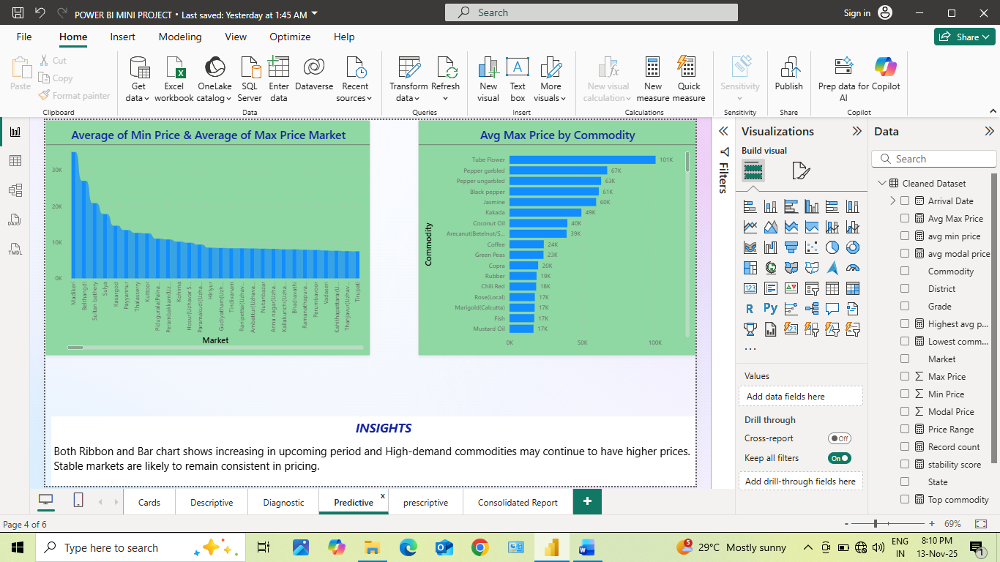 POWER BI MINI PROJECT • Last saved: Yesterday at 1:45 AM
Search
Sign in
File
Home
Insert
Modeling
View
Optimize
Help
Share
Paste
Cut
Copy
Format painter
Clipboard
Get data
Excel workbook
OneLake catalog
SQL Server
Enter data
Dataverse
Recent sources
Data
Transform data
Refresh
Queries
New visual
Text box
More visuals
Insert
New visual calculation
New measure
Quick measure
Calculations
Sensitivity
Sensitivity
Publish
Share
Prep data for AI
Copilot
Copilot
Average of Min Price & Average of Max Price Market
30K
20K
10K
0K
Madikeri
Belthangdi
Sultan bathery
Sulya
Kasargod
Payyannur
Thalassery
Kuttoor
Pidugurala(Palna...
Perambakkam(Uz...
Kohima
Hosur(Uzhavar S...
Paramakudi(Uzha...
Hiriyur
Gudiyatham(Uzh...
Tindivanam
Ranipettai(Uzhav...
Ambattur(Uzhava...
Nutanbazar
Anna nagar(Uzha...
Kallakurichi(Uzha...
Bhadravathi
Ramanathapura...
Perumbavoor
Vadaseri
Kahithapattarai(U...
Thanjavur(Uzhav...
Tirupati
Market
Avg Max Price by Commodity
Commodity
Tube Flower 101K
Pepper garbled 67K
Pepper ungarbled 63K
Black pepper 61K
Jasmine 60K
Kakada 49K
Coconut Oil 40K
Arecanut(Betelnut/S... 39K
Coffee 24K
Green Peas 23K
Copra 20K
Rubber 19K
Chili Red 18K
Rose(Local) 17K
Marigold(Calcutta) 17K
Fish 17K
Mustard Oil 17K
0K 50K 100K
INSIGHTS
Both Ribbon and Bar chart shows increasing in upcoming period and High-demand commodities may continue to have higher prices.
Stable markets are likely to remain consistent in pricing.
Filters
Visualizations
Build visual
R
Py
123
Values
Add data fields here
Drill through
Cross-report
Off
Keep all filters
On
Add drill-through fields here
Data
Search
Cleaned Dataset
Arrival Date
Avg Max Price
avg min price
avg modal price
Commodity
District
Grade
Highest avg p...
Lowest comm...
Market
Max Price
Min Price
Modal Price
Price Range
Record count
stability score
State
Top commodity
DAX
TMDL
Cards
Descriptive
Diagnostic
Predictive
x
prescriptive
Consolidated Report
+
Page 4 of 6
- + 69%
Type here to search
5
29°C Mostly sunny
ENG
IN
8:10 PM
13-Nov-25
1